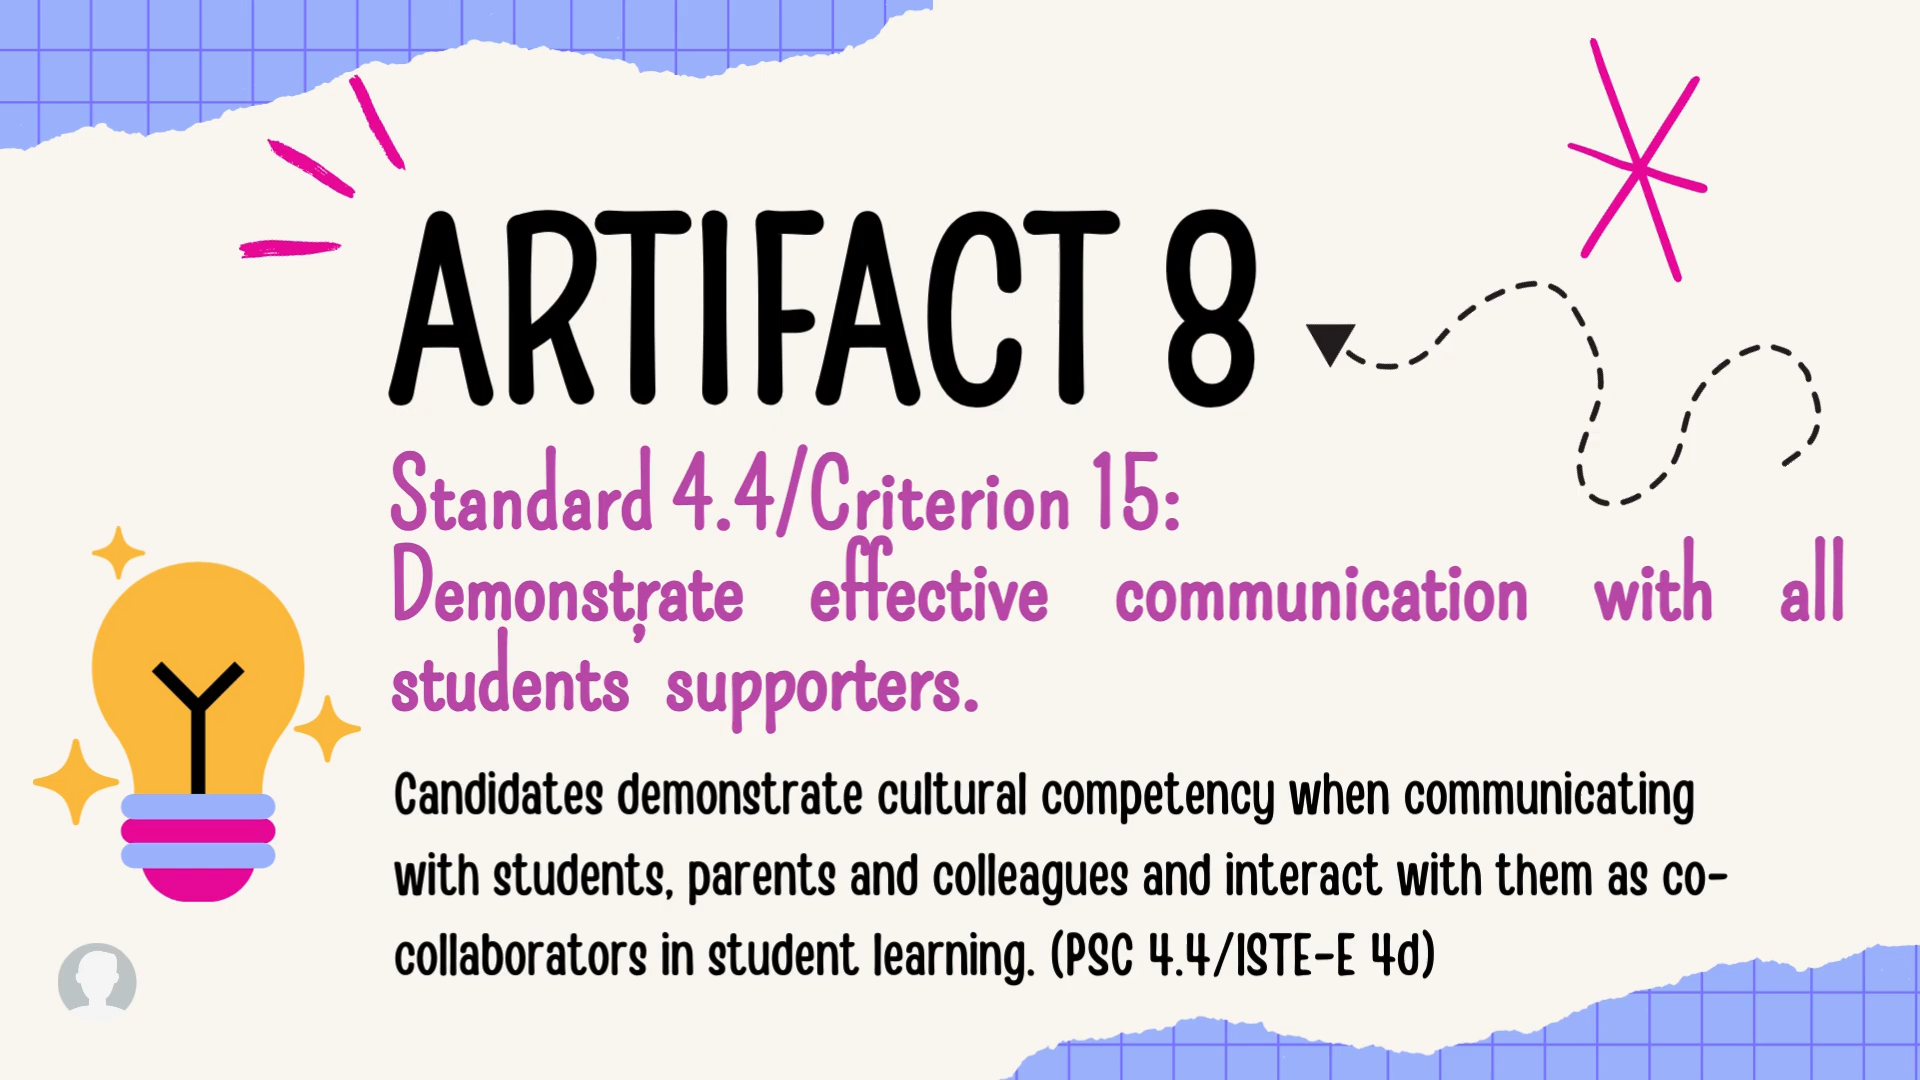 ARTIFACT 8
Standard 4.4/Criterion 15:
Demonstrate effective communication with all
students' supporters.
Candidates demonstrate cultural competency when communicating
with students, parents and colleagues and interact with them as co-
collaborators in student learning. (PSC 4.4/ISTE-E 4d)